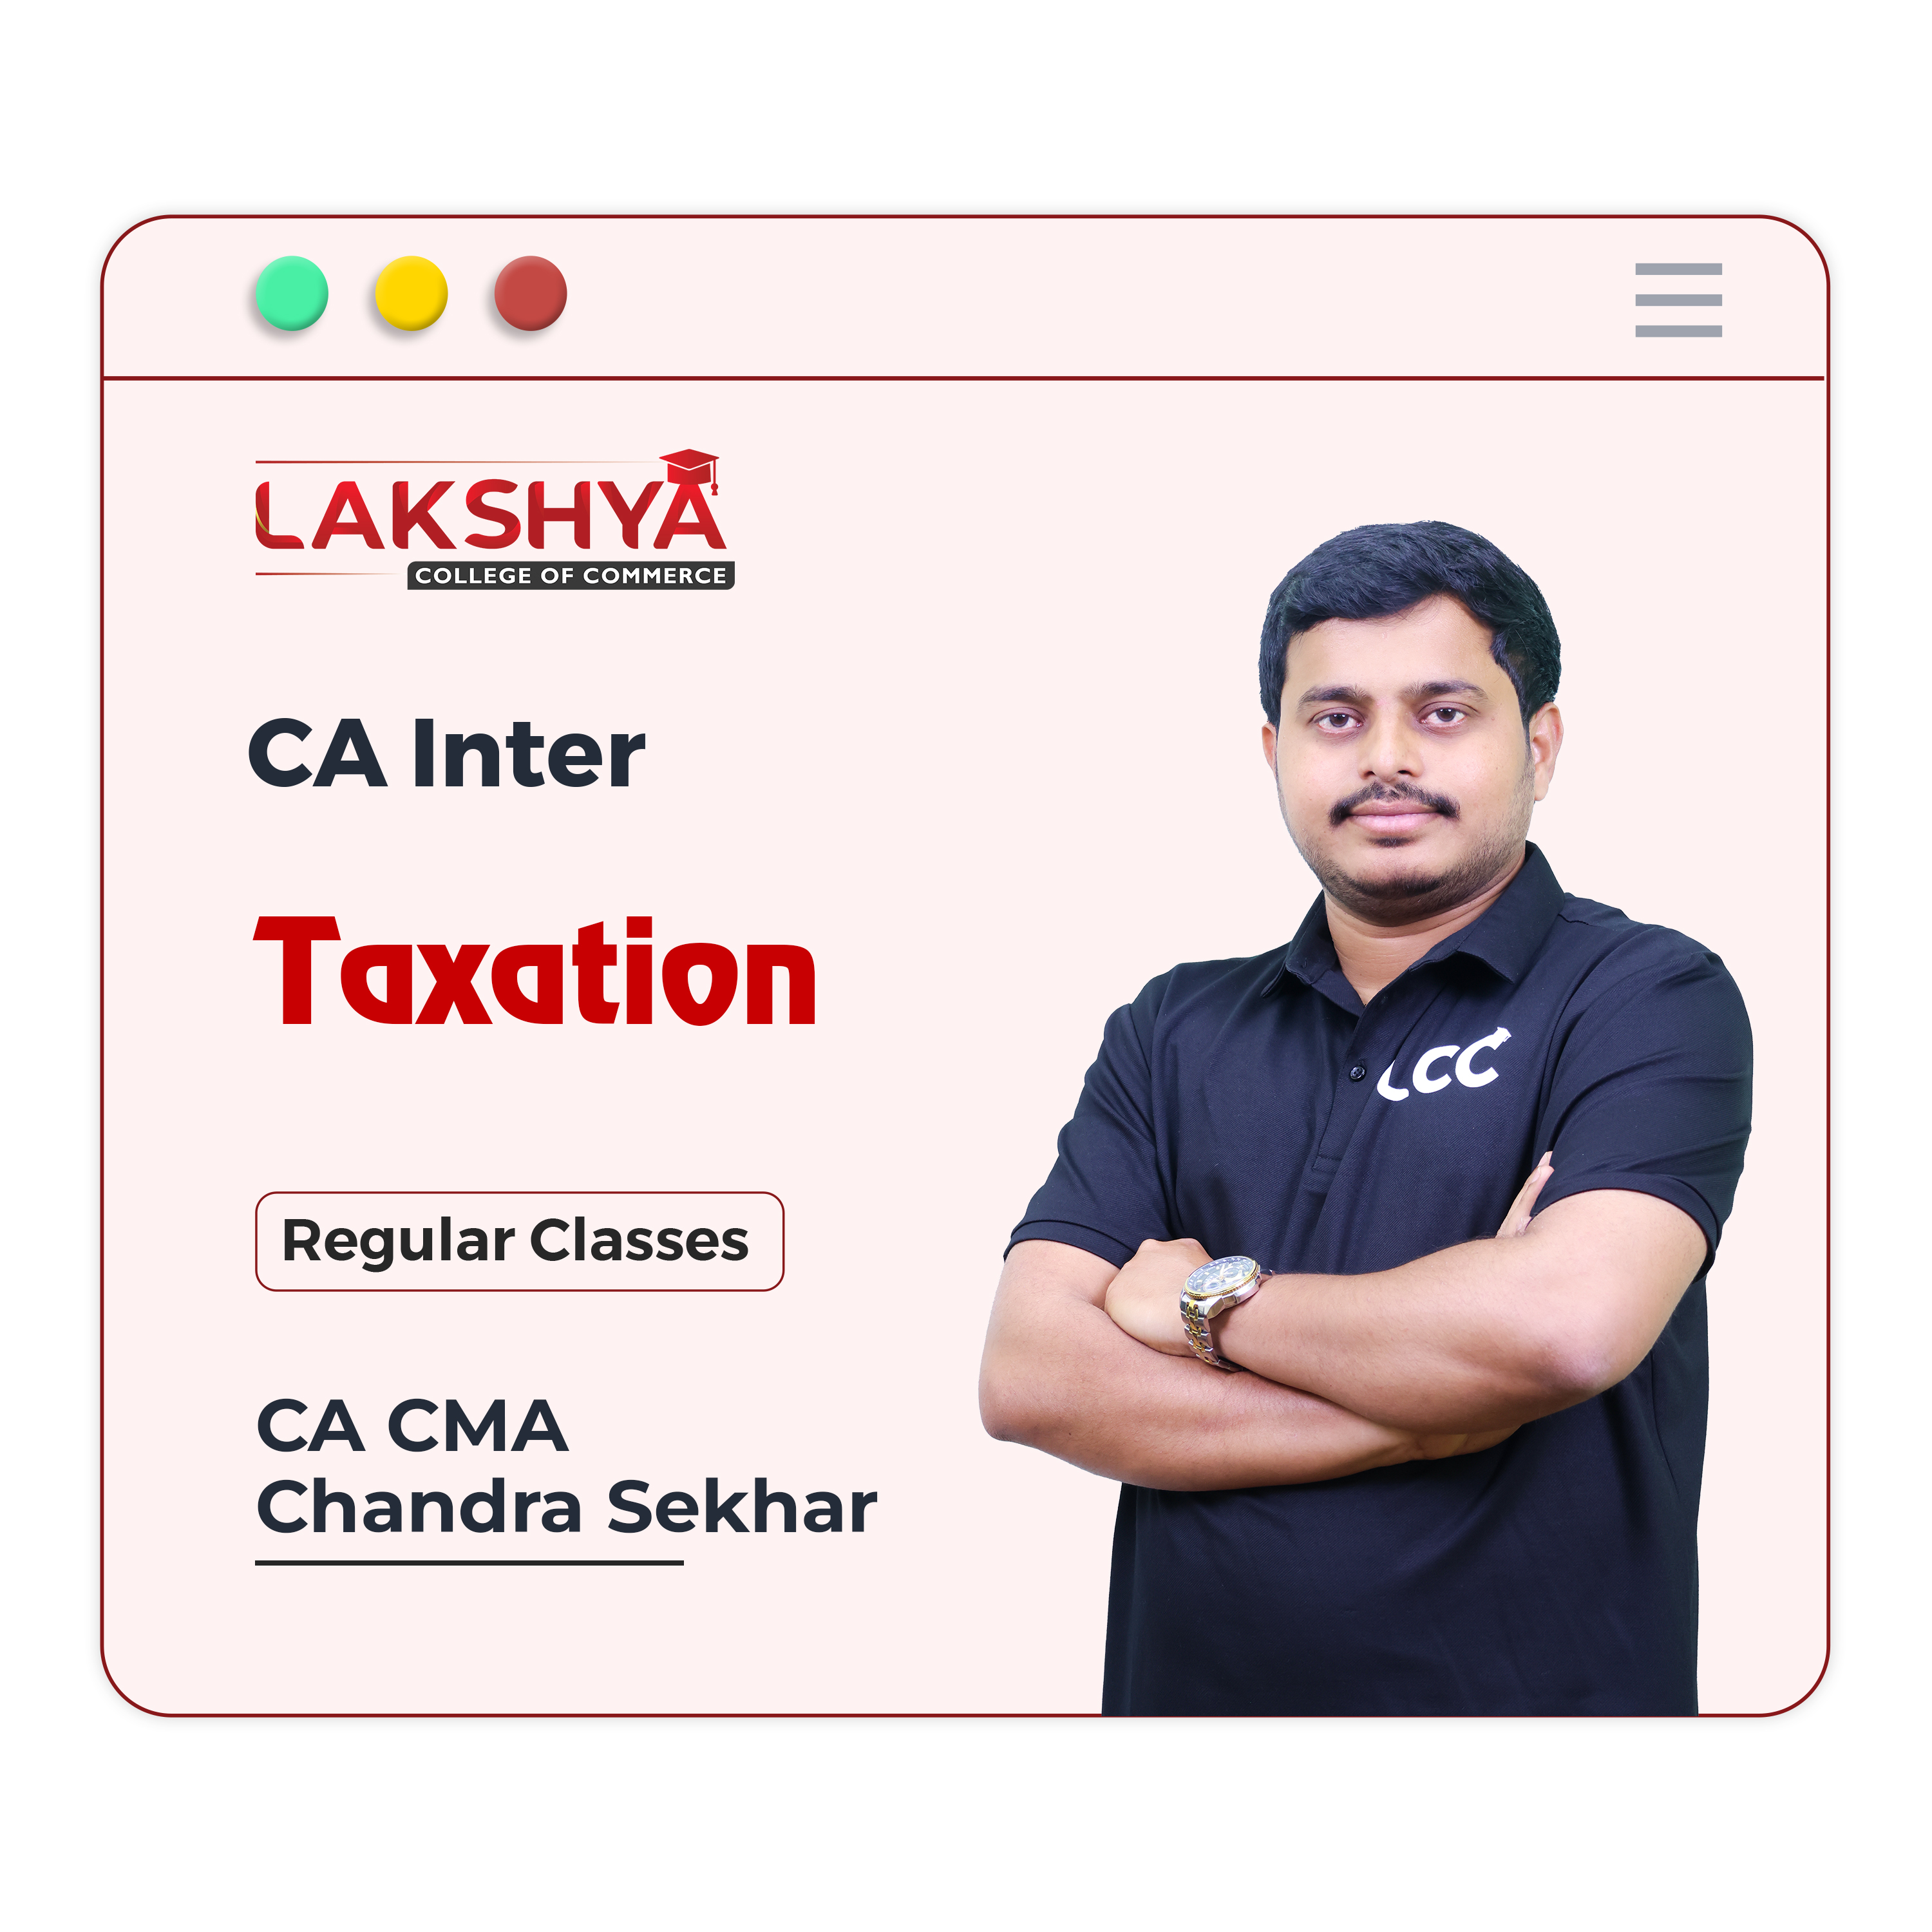 LAKSHYA
COLLEGE OF COMMERCE
CA Inter
Taxation
LCC
Regular Classes
CA CMA
Chandra Sekhar